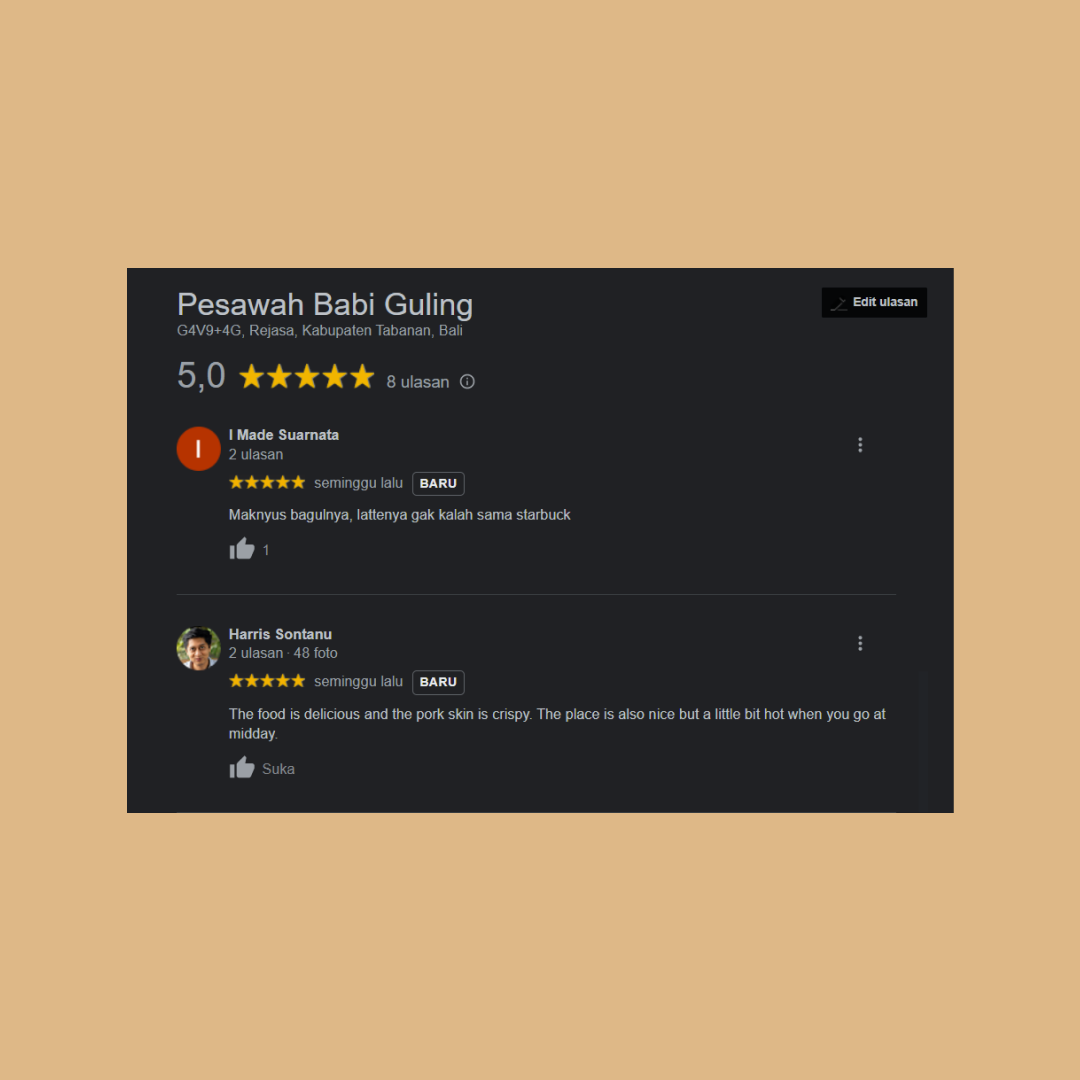 Pesawah Babi Guling
Edit ulasan
G4V9+4G, Rejasa, Kabupaten Tabanan, Bali
5,0 8 ulasan
I
I Made Suarnata
2 ulasan
seminggu lalu BARU
Maknyus bagulnya, lattenya gak kalah sama starbuck
1
Harris Sontanu
2 ulasan · 48 foto
seminggu lalu BARU
The food is delicious and the pork skin is crispy. The place is also nice but a little bit hot when you go at
midday.
Suka